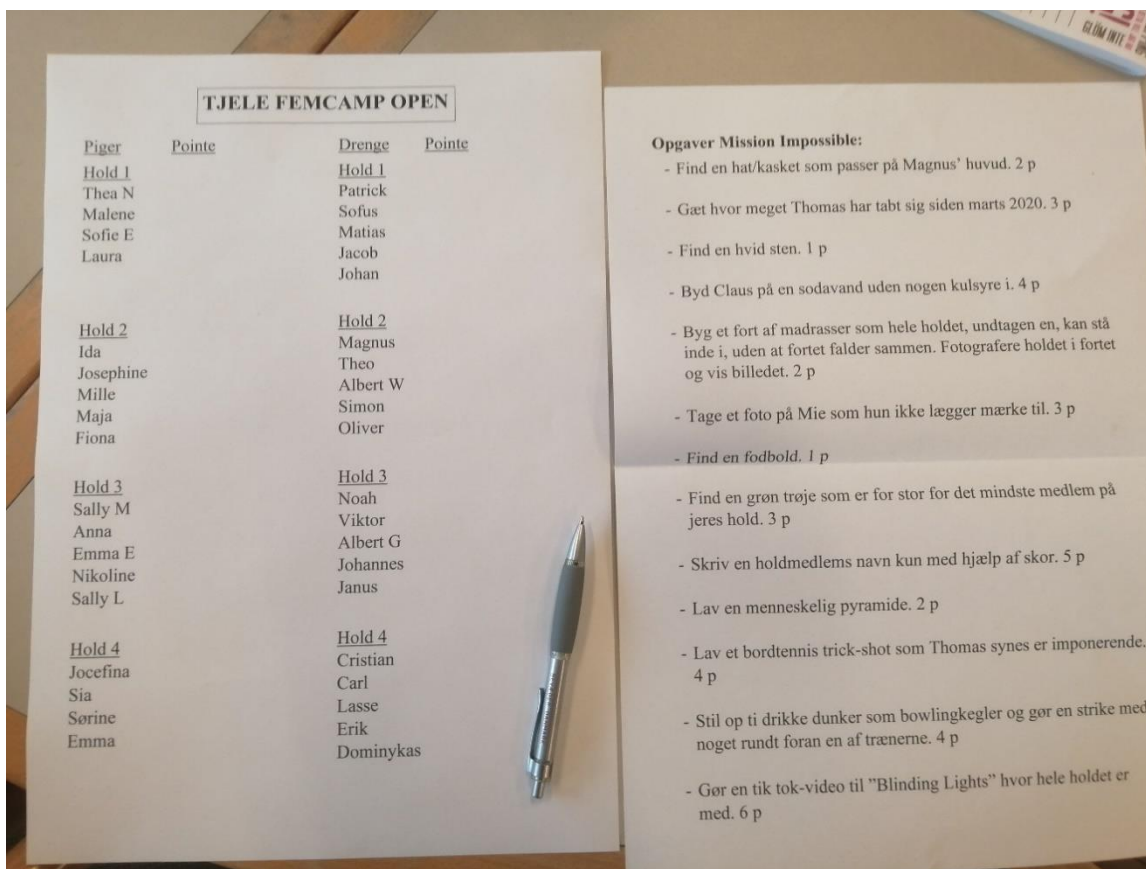 GLÖM INTE
TJELE FEMCAMP OPEN
Piger Pointe
Hold 1
Thea N
Malene
Sofie E
Laura
Hold 2
Ida
Josephine
Mille
Maja
Fiona
Hold 3
Sally M
Anna
Emma E
Nikoline
Sally L
Hold 4
Jocefina
Sia
Sørine
Emma
Drenge Pointe
Hold 1
Patrick
Sofus
Matias
Jacob
Johan
Hold 2
Magnus
Theo
Albert W
Simon
Oliver
Hold 3
Noah
Viktor
Albert G
Johannes
Janus
Hold 4
Cristian
Carl
Lasse
Erik
Dominykas
Opgaver Mission Impossible:
- Find en hat/kasket som passer på Magnus’ huvud. 2 p
- Gæt hvor meget Thomas har tabt sig siden marts 2020. 3 p
- Find en hvid sten. 1 p
- Byd Claus på en sodavand uden nogen kulsyre i. 4 p
- Byg et fort af madrasser som hele holdet, undtagen en, kan stå
inde i, uden at fortet falder sammen. Fotografere holdet i fortet
og vis billedet. 2 p
- Tage et foto på Mie som hun ikke lægger mærke til. 3 p
- Find en fodbold. 1 p
- Find en grøn trøje som er for stor for det mindste medlem på
jeres hold. 3 p
- Skriv en holdmedlems navn kun med hjælp af skor. 5 p
- Lav en menneskelig pyramide. 2 p
- Lav et bordtennis trick-shot som Thomas synes er imponerende.
4 p
- Stil op ti drikke dunker som bowlingkegler og gør en strike med
noget rundt foran en af trænerne. 4 p
- Gør en tik tok-video til ”Blinding Lights” hvor hele holdet er
med. 6 p